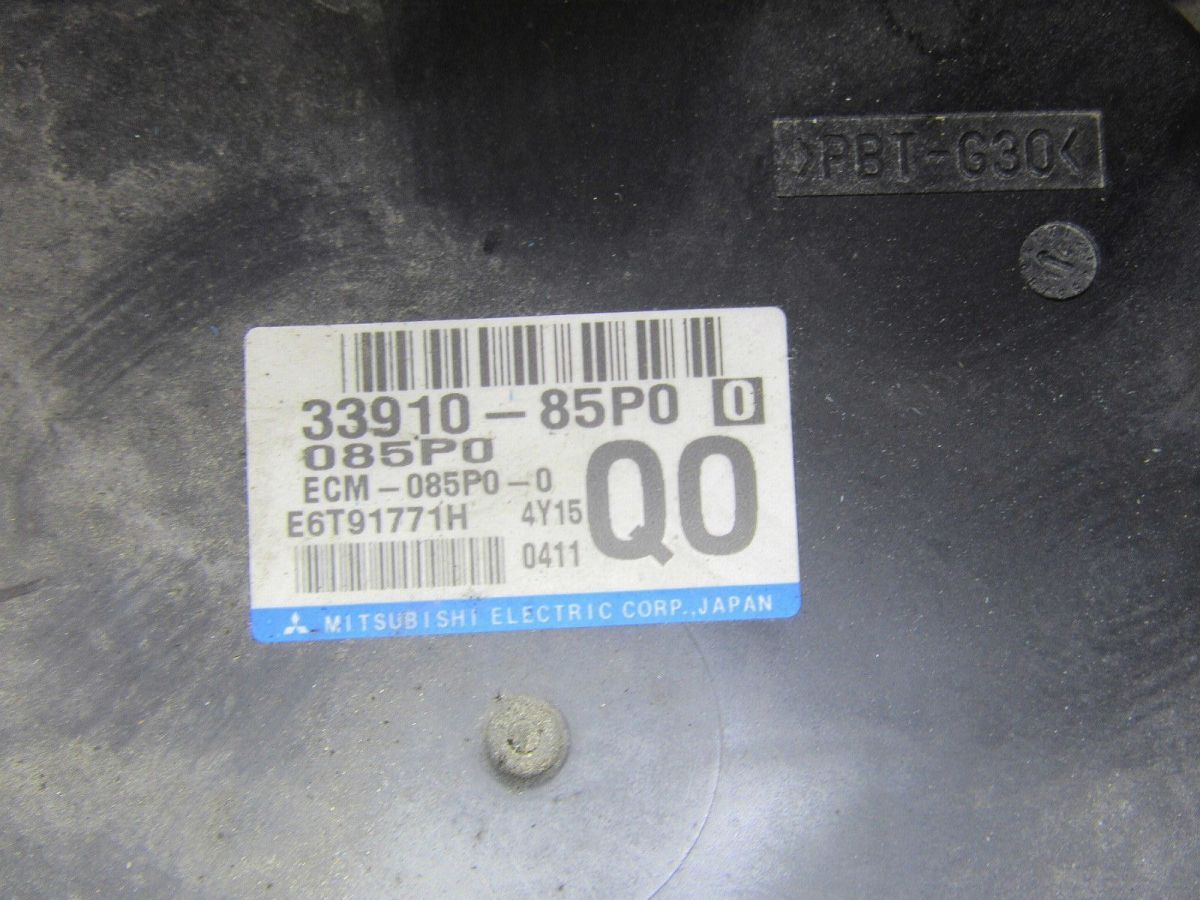 >PBT-G30<
33910-85P0 0
085P0
ECM-085P0-0
Q0
E6T91771H 4Y15
0411
MITSUBISHI ELECTRIC CORP.,JAPAN